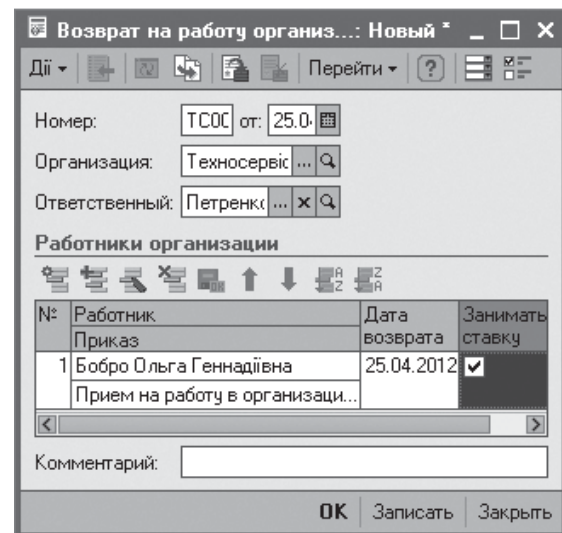 Возврат на работу организ...: Новый *
Дії Перейти
Номер: ТС00 от: 25.0
Организация: Техносервіс ...
Ответственный: Петренко ...
Работники организации
№ Работник Дата возврата Занимать ставку
Приказ
1 Бобро Ольга Геннадіївна 25.04.2012
Прием на работу в организаци...
Комментарий:
OK Записать Закрыть